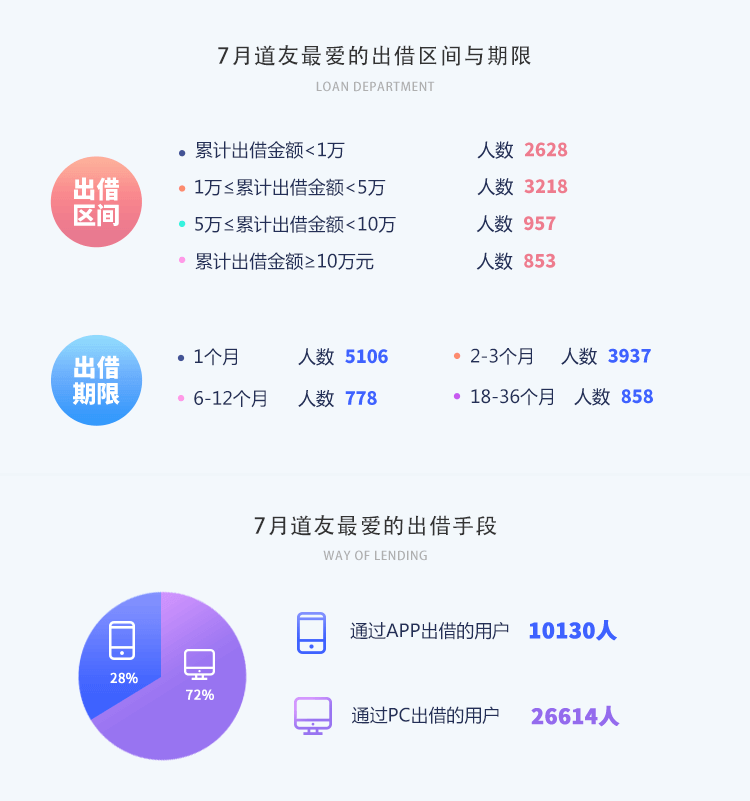 7月道友最爱的出借区间与期限
LOAN DEPARTMENT
出借
区间
累计出借金额<1万 人数 2628
1万≤累计出借金额<5万 人数 3218
5万≤累计出借金额<10万 人数 957
累计出借金额≥10万元 人数 853
出借
期限
1个月 人数 5106 2-3个月 人数 3937
6-12个月 人数 778 18-36个月 人数 858
7月道友最爱的出借手段
WAY OF LENDING
28%
72%
通过APP出借的用户 10130人
通过PC出借的用户 26614人